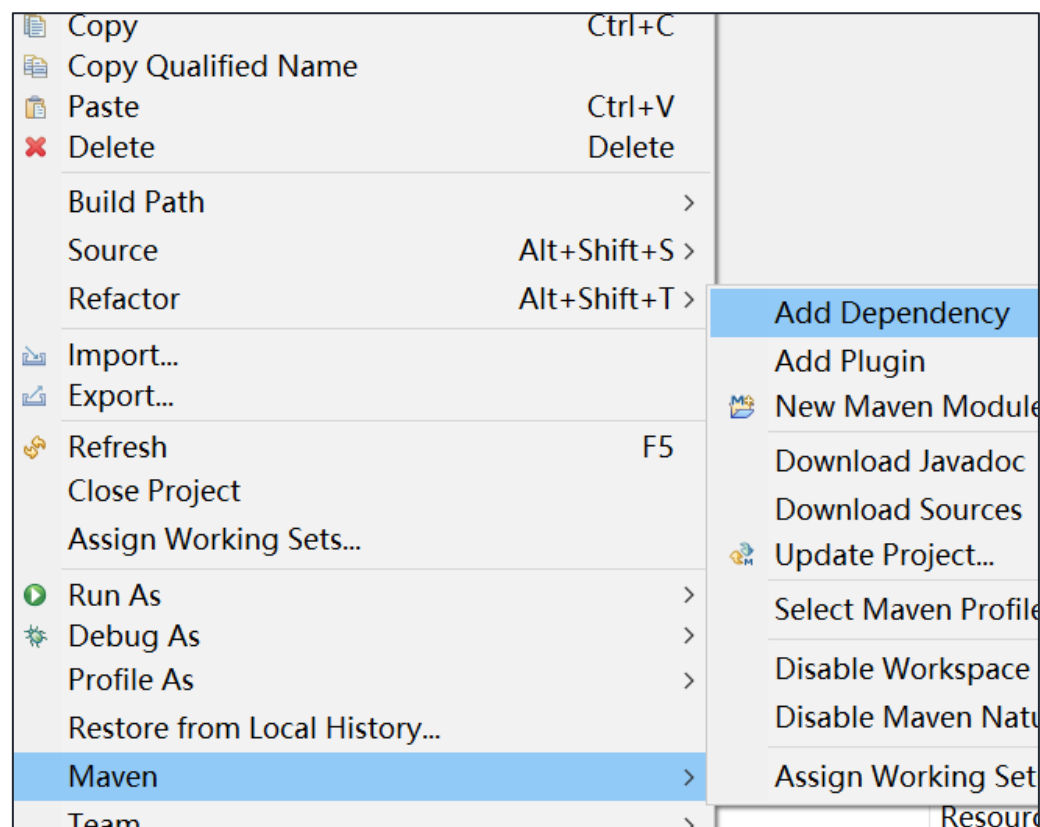 Copy Ctrl+C
Copy Qualified Name
Paste Ctrl+V
Delete Delete
Build Path
Source Alt+Shift+S
Refactor Alt+Shift+T
Import...
Export...
Refresh F5
Close Project
Assign Working Sets...
Run As
Debug As
Profile As
Restore from Local History...
Maven
Team
Add Dependency
Add Plugin
New Maven Module
Download Javadoc
Download Sources
Update Project...
Select Maven Profile
Disable Workspace
Disable Maven Natu
Assign Working Set
Resourc